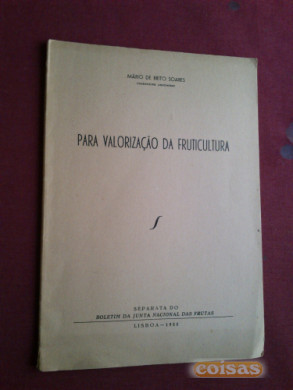 MÁRIO DE BRITO SOARES
PARA VALORIZAÇÃO DA FRUTICULTURA
SEPARATA DO
BOLETIM DA JUNTA NACIONAL DAS FRUTAS
LISBOA —
coisas